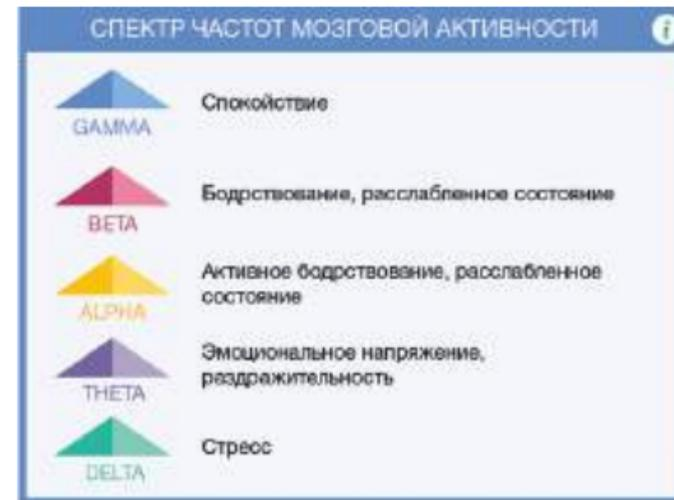 СПЕКТР ЧАСТОТ МОЗГОВОЙ АКТИВНОСТИ i
GAMMA
Спокойствие
BETA
Бодрствование, расслабленное состояние
ALPHA
Активное бодрствование, расслабленное
состояние
THETA
Эмоциональное напряжение,
раздражительность
DELTA
Стресс